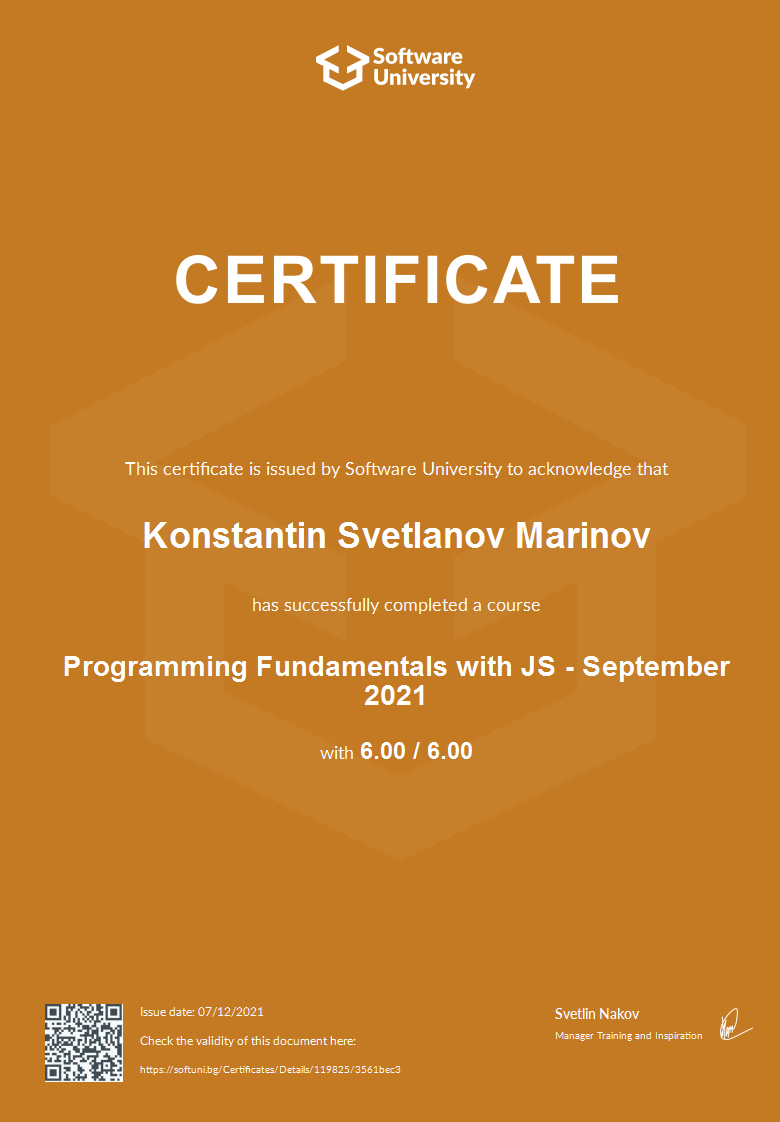 Software
University
CERTIFICATE
This certificate is issued by Software University to acknowledge that
Konstantin Svetlanov Marinov
has successfully completed a course
Programming Fundamentals with JS - September
2021
with 6.00 / 6.00
Issue date: 07/12/2021
Check the validity of this document here:
https://softuni.bg/Certificates/Details/119825/3561bec3
Svetlin Nakov
Manager Training and Inspiration